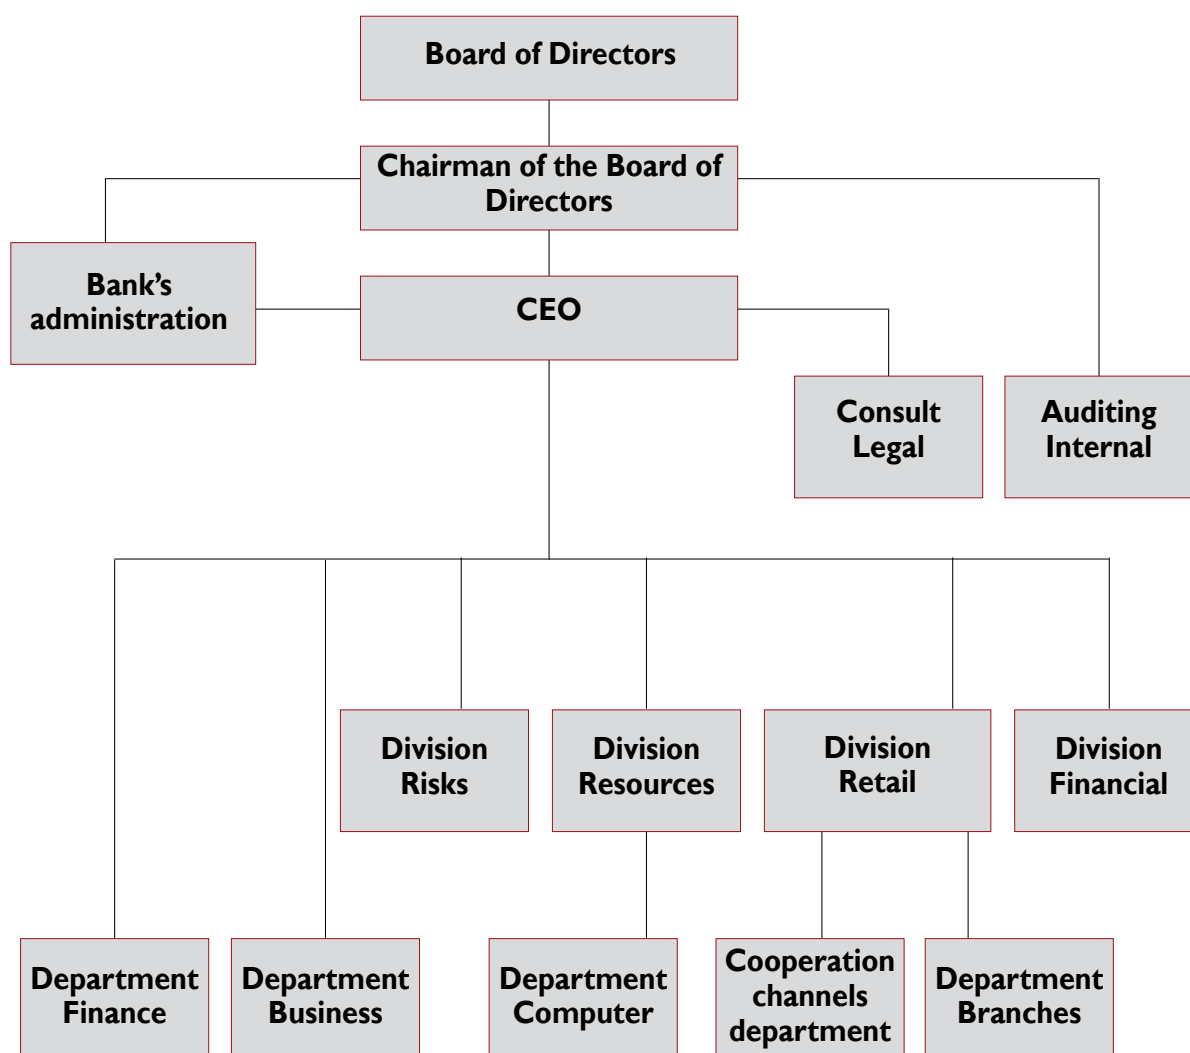 Board of Directors
Chairman of the Board of
Directors
Bank’s
administration
CEO
Consult
Legal
Auditing
Internal
Division
Risks
Division
Resources
Division
Retail
Division
Financial
Department
Finance
Department
Business
Department
Computer
Cooperation
channels
department
Department
Branches